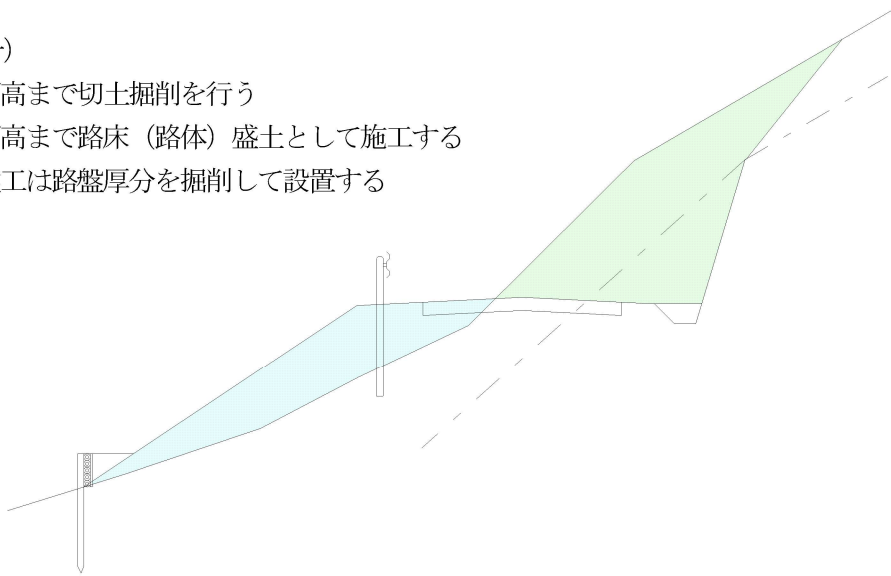 )
高まで切土掘削を行う
高まで路床（路体）盛土として施工する
工は路盤厚分を掘削して設置する